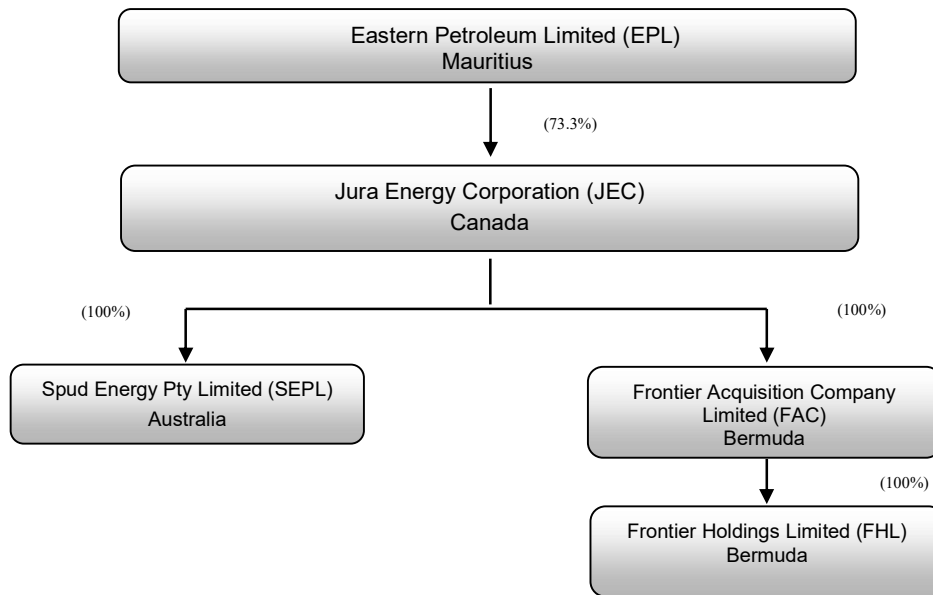 Eastern Petroleum Limited (EPL)
Mauritius
(73.3%)
Jura Energy Corporation (JEC)
Canada
(100%)
(100%)
Spud Energy Pty Limited (SEPL)
Australia
Frontier Acquisition Company
Limited (FAC)
Bermuda
(100%)
Frontier Holdings Limited (FHL)
Bermuda